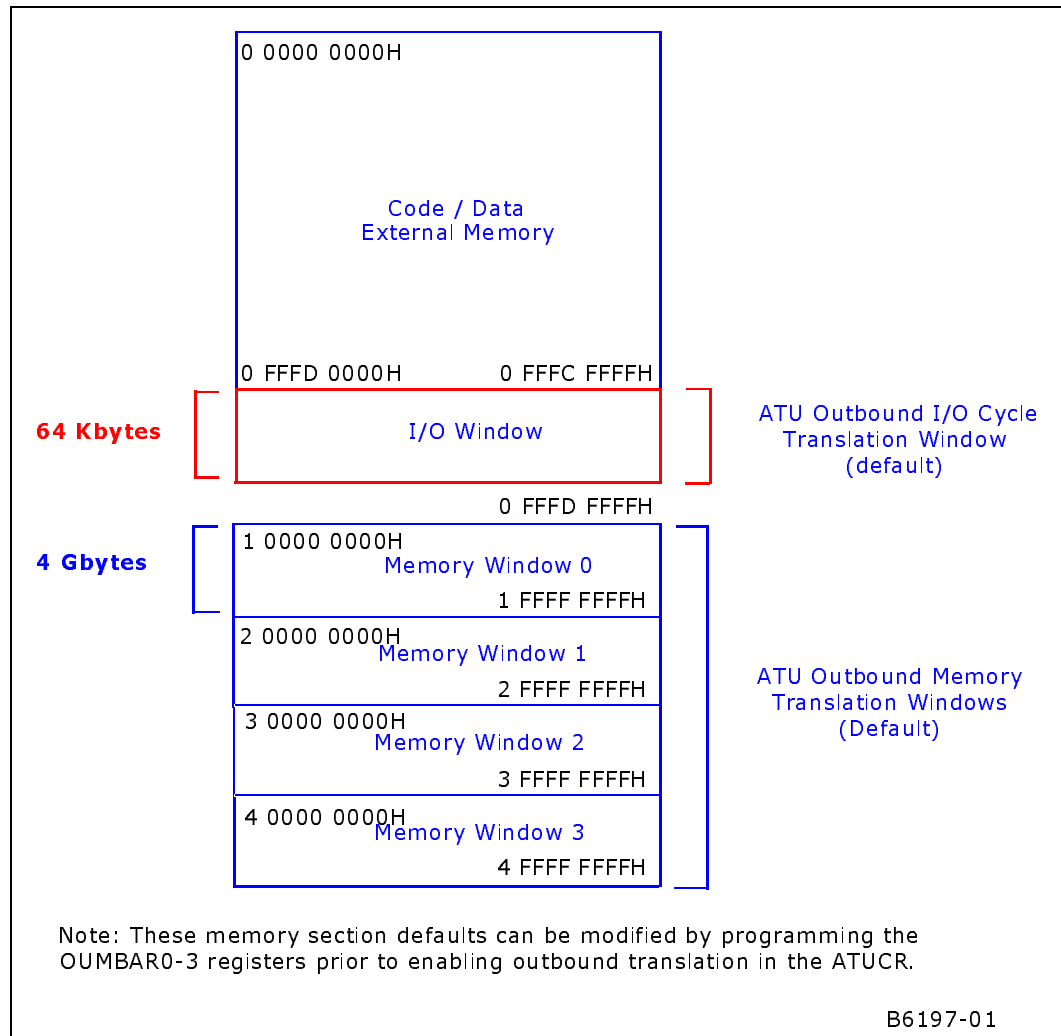 0 0000 0000H
Code / Data
External Memory
0 FFFD 0000H 0 FFFC FFFFH
64 Kbytes
I/O Window
ATU Outbound I/O Cycle
Translation Window
(default)
0 FFFD FFFFH
4 Gbytes
1 0000 0000H
Memory Window 0
1 FFFF FFFFH
2 0000 0000H
Memory Window 1
2 FFFF FFFFH
3 0000 0000H
Memory Window 2
3 FFFF FFFFH
4 0000 0000H
Memory Window 3
4 FFFF FFFFH
ATU Outbound Memory
Translation Windows
(Default)
Note: These memory section defaults can be modified by programming the
OUMBAR0-3 registers prior to enabling outbound translation in the ATUCR.
B6197-01